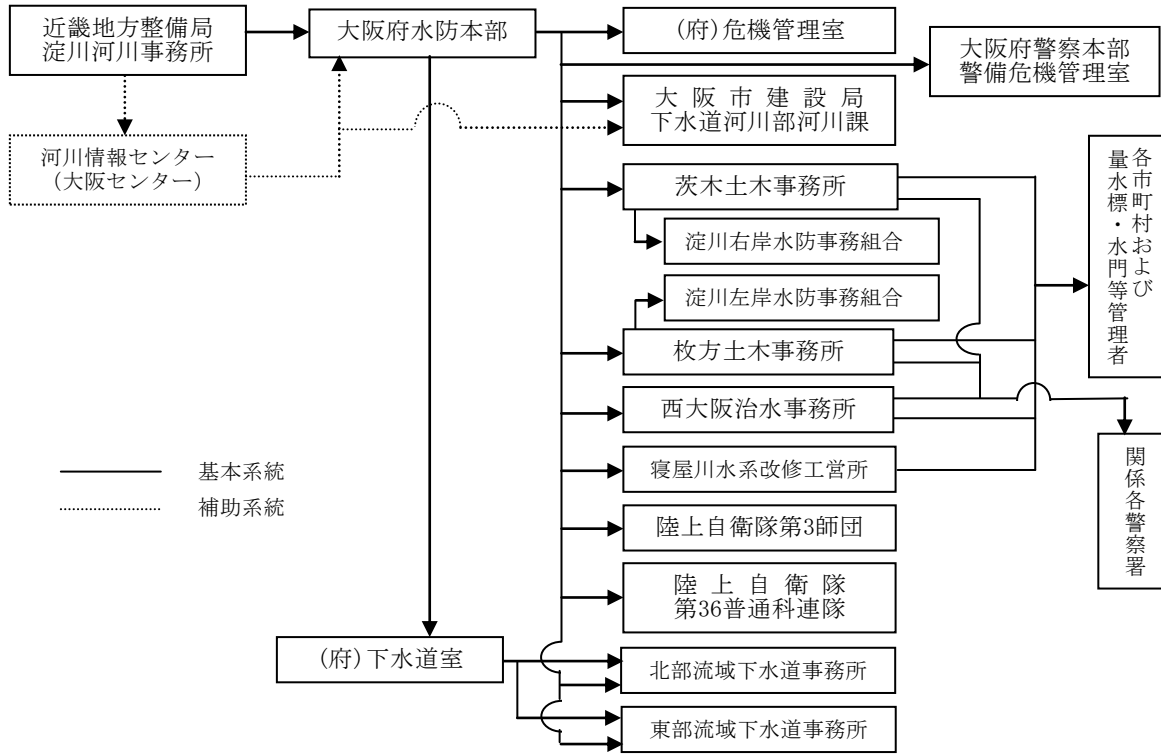 近畿地方整備局
淀川河川事務所
大阪府水防本部
(府)危機管理室
大阪府警察本部
警備危機管理室
大阪市建設局
下水道河川部河川課
河川情報センター
(大阪センター)
茨木土木事務所
淀川右岸水防事務組合
淀川左岸水防事務組合
枚方土木事務所
西大阪治水事務所
寝屋川水系改修工営所
陸上自衛隊第3師団
陸上自衛隊
第36普通科連隊
(府)下水道室
北部流域下水道事務所
東部流域下水道事務所
各市町村および
量水標・水門等管理者
関係各警察署
基本系統
補助系統